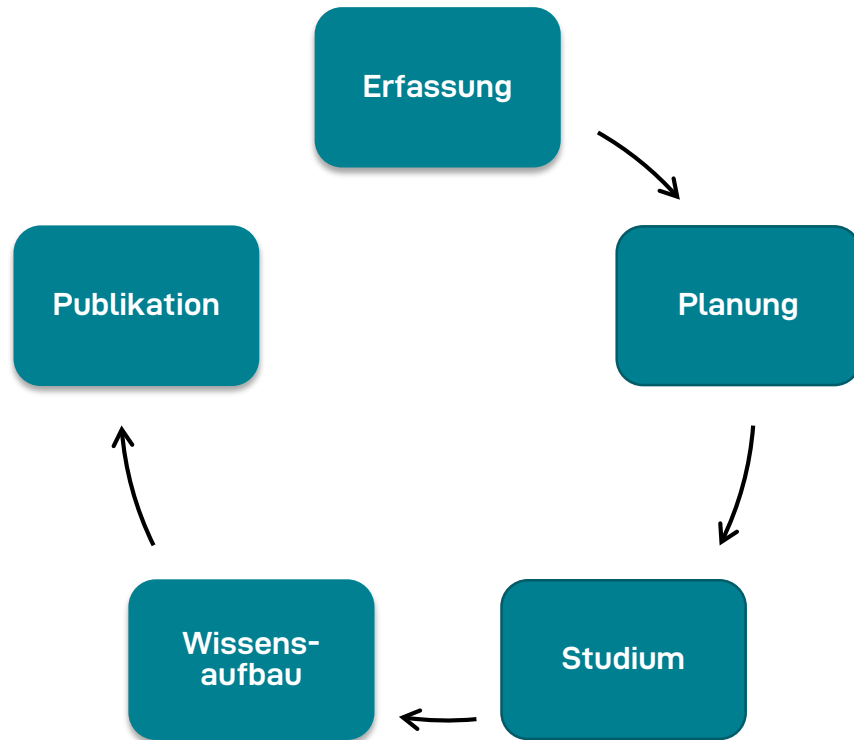 Erfassung
Planung
Studium
Wissens-
aufbau
Publikation